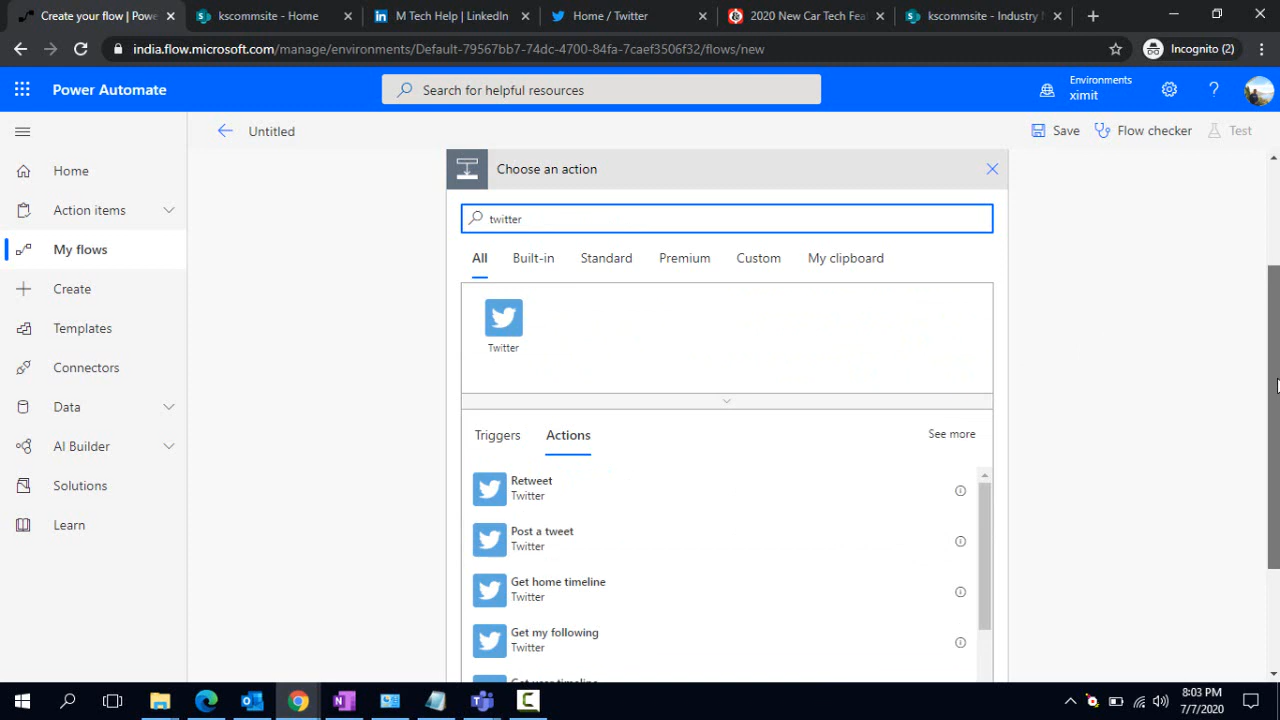 Create your flow | Powe
kscommsite - Home
M Tech Help | LinkedIn
Home / Twitter
2020 New Car Tech Fea
kscommsite - Industry N
india.flow.microsoft.com/manage/environments/Default-79567bb7-74dc-4700-84fa-7caef3506f32/flows/new
Incognito (2)
Power Automate
Search for helpful resources
Environments
ximit
Untitled
Save
Flow checker
Test
Home
Action items
My flows
Create
Templates
Connectors
Data
AI Builder
Solutions
Learn
Choose an action
twitter
All Built-in Standard Premium Custom My clipboard
Twitter
Triggers Actions See more
Retweet
Twitter
Post a tweet
Twitter
Get home timeline
Twitter
Get my following
Twitter
8:03 PM
7/7/2020